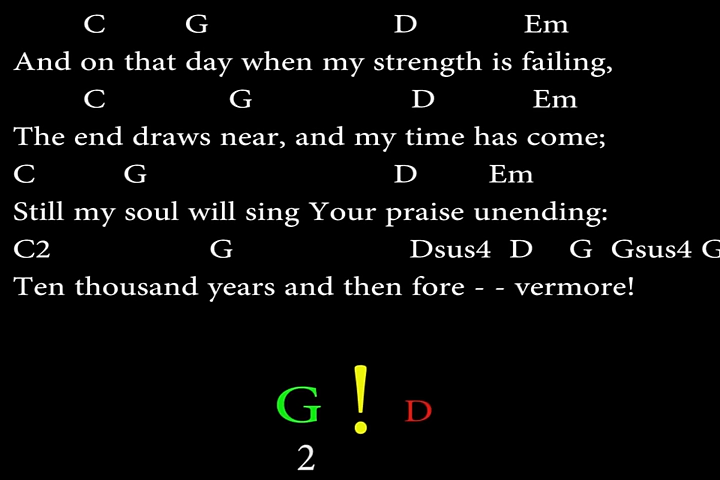 C G D Em
And on that day when my strength is failing,
C G D Em
The end draws near, and my time has come;
C G D Em
Still my soul will sing Your praise unending:
C2 G Dsus4 D G Gsus4 G
Ten thousand years and then fore - - vermore!
G ! D
2